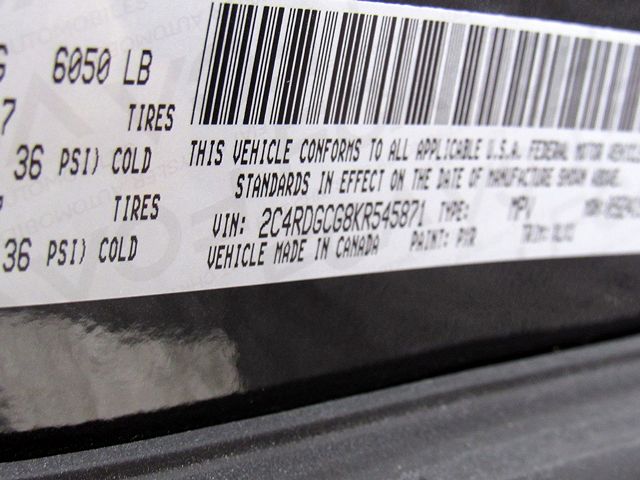 6050 LB
TIRES
36 PSI) COLD
TIRES
36 PSI) COLD
THIS VEHICLE CONFORMS TO ALL APPLICABLE U.S.A. FEDERAL MOTOR VEHICLE
STANDARDS IN EFFECT ON THE DATE OF MANUFACTURE SHOWN ABOVE.
VIN: 2C4RDGCG8KR545871 TYPE: MPV
VEHICLE MADE IN CANADA PAINT: PXR TRIM: